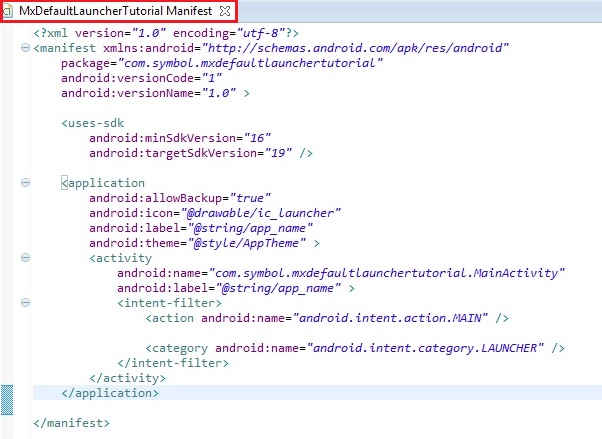 MxDefaultLauncherTutorial Manifest
<?xml version="1.0" encoding="utf-8"?>
<manifest xmlns:android="http://schemas.android.com/apk/res/android"
    package="com.symbol.mxdefaultlaunchertutorial"
    android:versionCode="1"
    android:versionName="1.0" >

    <uses-sdk
        android:minSdkVersion="16"
        android:targetSdkVersion="19" />

    <application
        android:allowBackup="true"
        android:icon="@drawable/ic_launcher"
        android:label="@string/app_name"
        android:theme="@style/AppTheme" >
        <activity
            android:name="com.symbol.mxdefaultlaunchertutorial.MainActivity"
            android:label="@string/app_name" >
            <intent-filter>
                <action android:name="android.intent.action.MAIN" />

                <category android:name="android.intent.category.LAUNCHER" />
            </intent-filter>
        </activity>
    </application>

</manifest>